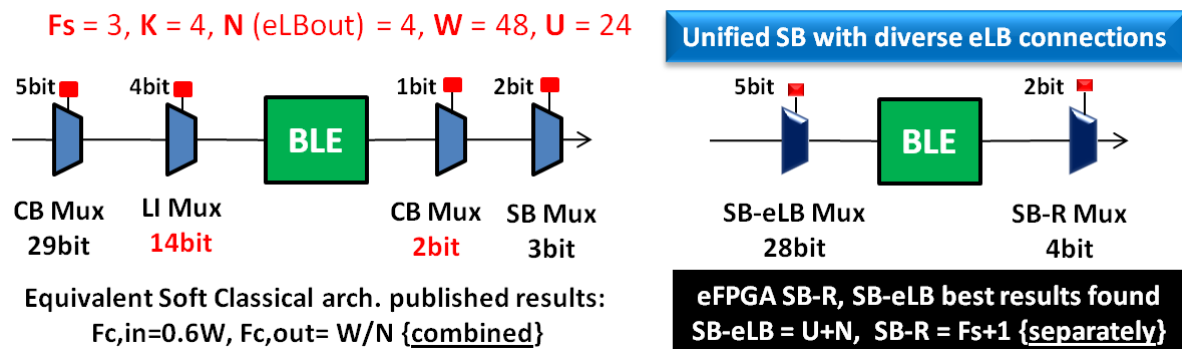 Fs = 3, K = 4, N (eLBout) = 4, W = 48, U = 24
5bit 4bit 1bit 2bit
BLE
CB Mux LI Mux CB Mux SB Mux
29bit 14bit 2bit 3bit
Equivalent Soft Classical arch. published results:
Fc,in=0.6W, Fc,out= W/N {combined}
Unified SB with diverse eLB connections
5bit 2bit
BLE
SB-eLB Mux SB-R Mux
28bit 4bit
eFPGA SB-R, SB-eLB best results found
SB-eLB = U+N, SB-R = Fs+1 {separately}